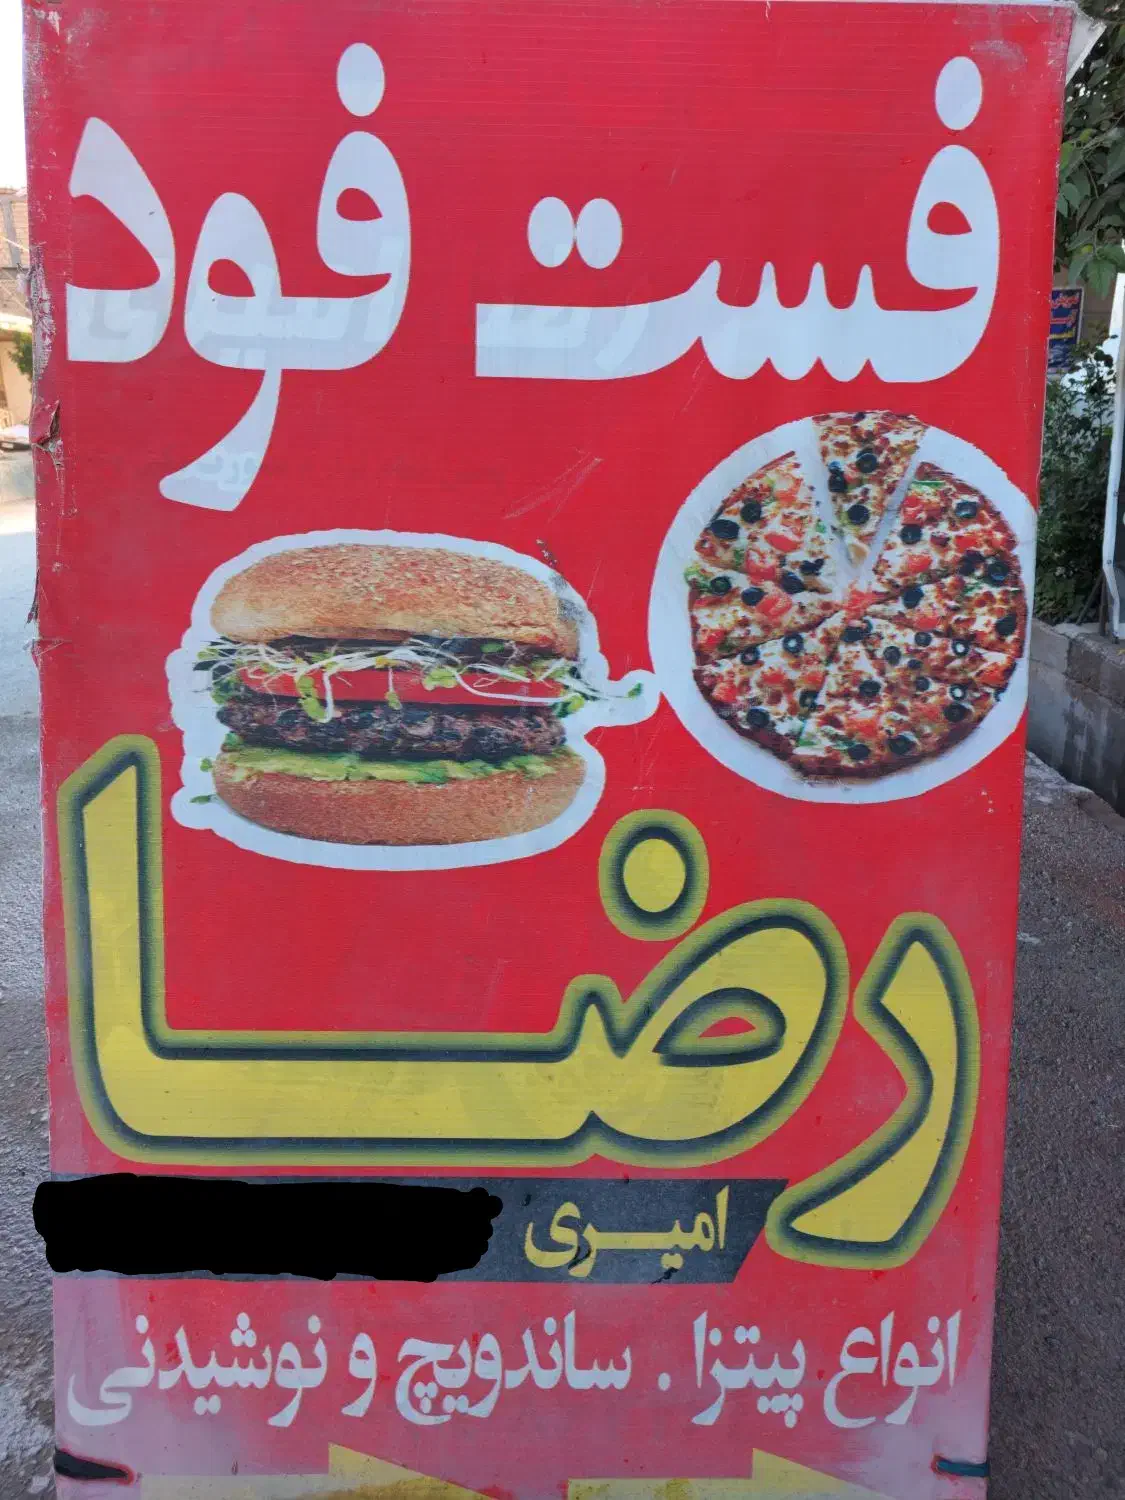 فست فود
رضا
امیری
انواع پیتزا . ساندویچ و نوشیدنی